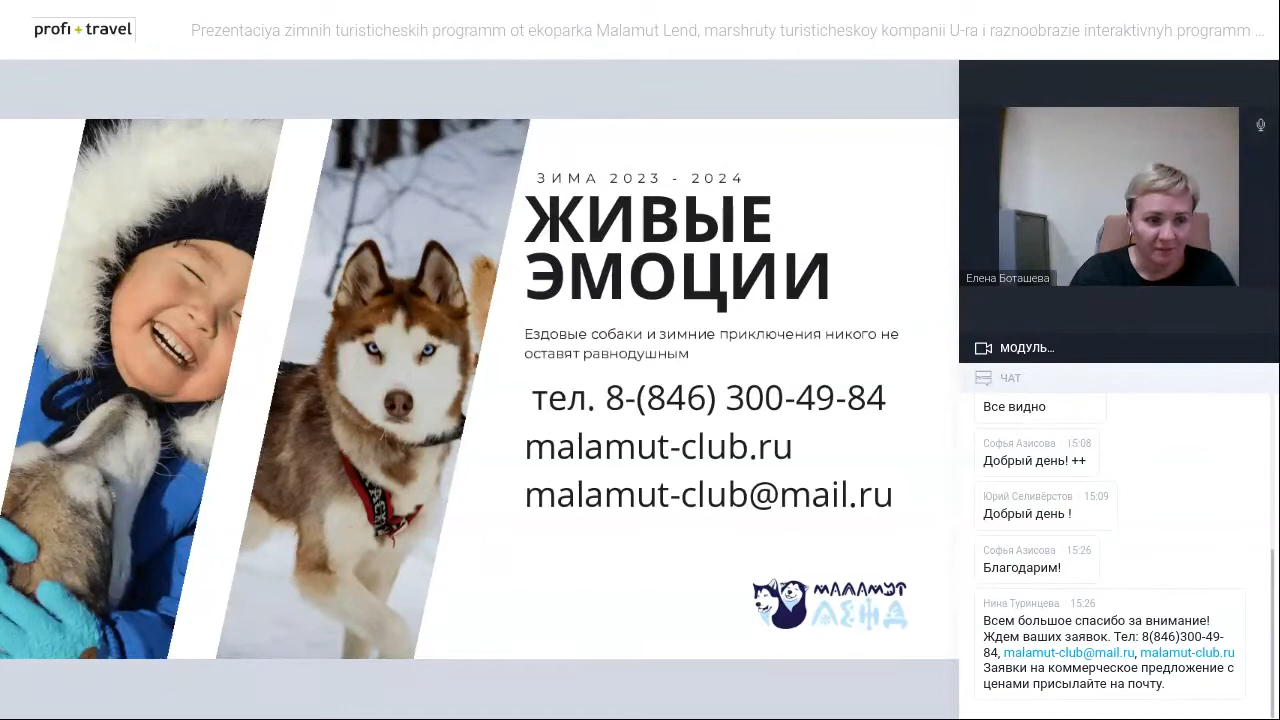 profi + travel
Prezentaciya zimnih turisticheskih programm ot ekoparka Malamut Lend, marshruty turisticheskoy kompanii U-ra i raznoobrazie interaktivnyh programm ...
ЗИМА 2023 - 2024
ЖИВЫЕ
ЭМОЦИИ
Ездовые собаки и зимние приключения никого не
оставят равнодушным
тел. 8-(846) 300-49-84
malamut-club.ru
malamut-club@mail.ru
МАЛАМУТ
ЛЕНД
Елена Боташева
МОДУЛЬ...
ЧАТ
Все видно
Софья Азисова 15:08
Добрый день! ++
Юрий Селивёрстов 15:09
Добрый день !
Софья Азисова 15:26
Благодарим!
Нина Туринцева 15:26
Всем большое спасибо за внимание!
Ждем ваших заявок. Тел: 8(846)300-49-
84, malamut-club@mail.ru, malamut-club.ru
Заявки на коммерческое предложение с
ценами присылайте на почту.